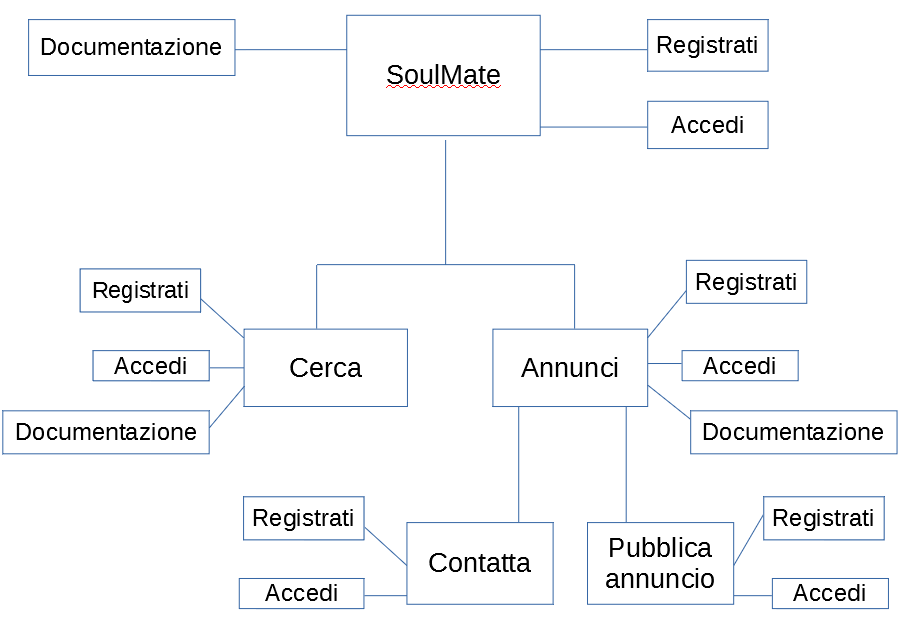 Documentazione
SoulMate
Registrati
Accedi
Registrati
Accedi
Documentazione
Cerca
Annunci
Registrati
Accedi
Documentazione
Registrati
Accedi
Contatta
Pubblica
annuncio
Registrati
Accedi